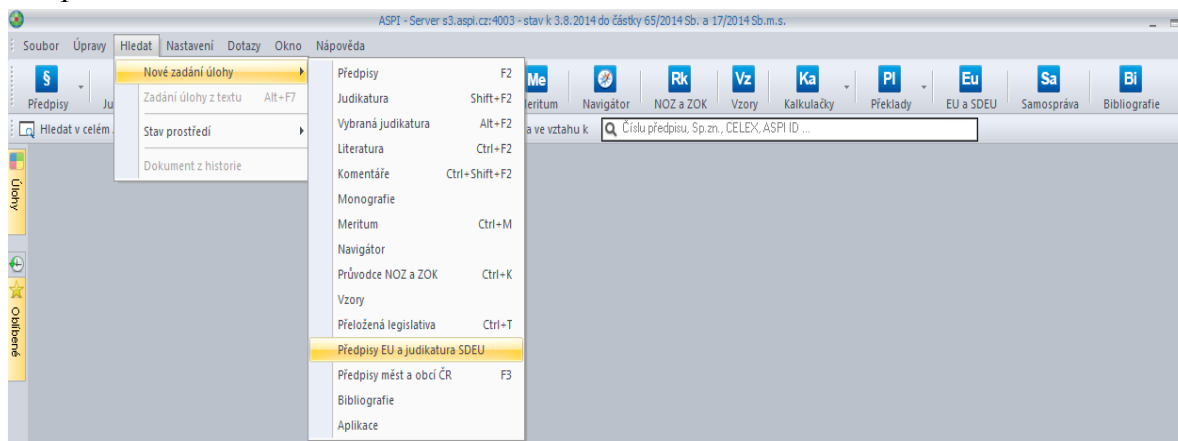 ASPI - Server s3.aspi.cz:4003 - stav k 3.8.2014 do částky 65/2014 Sb. a 17/2014 Sb.m.s.
Soubor Úpravy Hledat Nastavení Dotazy Okno Nápověda
§ Me Rk Vz Ka Pl Eu Sa Bi
Předpisy Ju eritum Navigátor NOZ a ZOK Vzory Kalkulačky Překlady EU a SDEU Samospráva Bibliografie
Hledat v celém a ve vztahu k Číslu předpisu, Sp.zn., CELEX, ASPI ID ...
Nové zadání úlohy
Zadání úlohy z textu Alt+F7
Stav prostředí
Dokument z historie
Předpisy F2
Judikatura Shift+F2
Vybraná judikatura Alt+F2
Literatura Ctrl+F2
Komentáře Ctrl+Shift+F2
Monografie
Meritum Ctrl+M
Navigátor
Průvodce NOZ a ZOK Ctrl+K
Vzory
Přeložená legislativa Ctrl+T
Předpisy EU a judikatura SDEU
Předpisy měst a obcí ČR F3
Bibliografie
Aplikace
Úlohy
Oblíbené